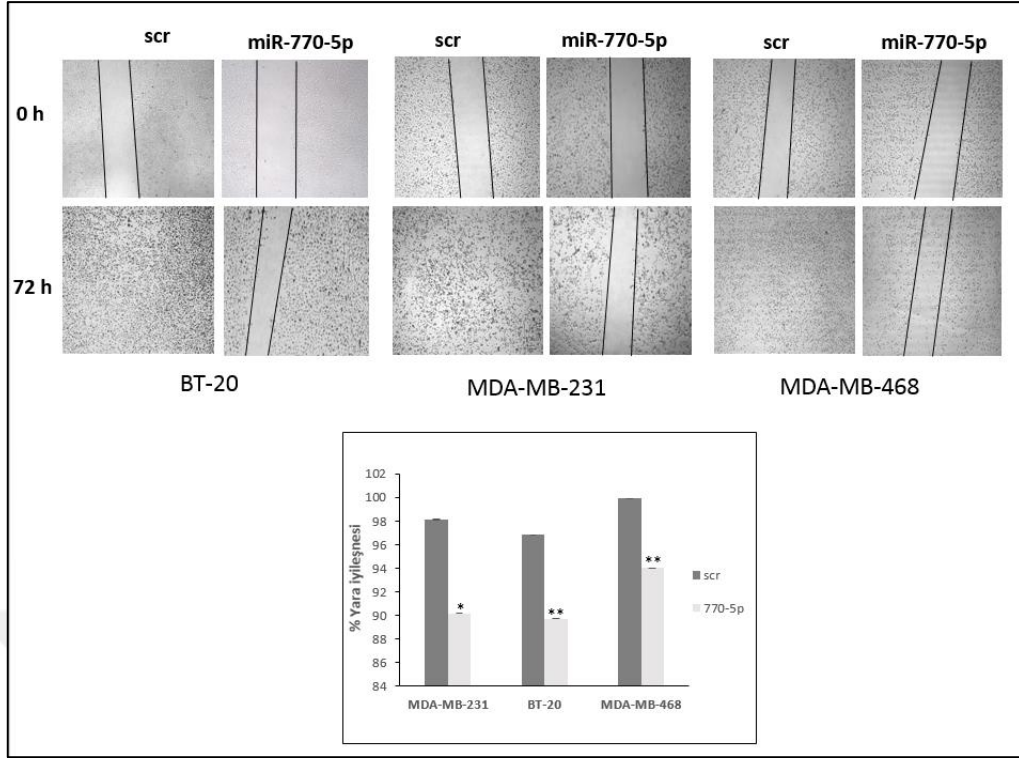 scr miR-770-5p scr miR-770-5p scr miR-770-5p
0 h
72 h
BT-20 MDA-MB-231 MDA-MB-468
% Yara iyileşnesi
102
100
98
96
94
92
90
88
86
84
*
**
**
MDA-MB-231 BT-20 MDA-MB-468
scr
770-5p